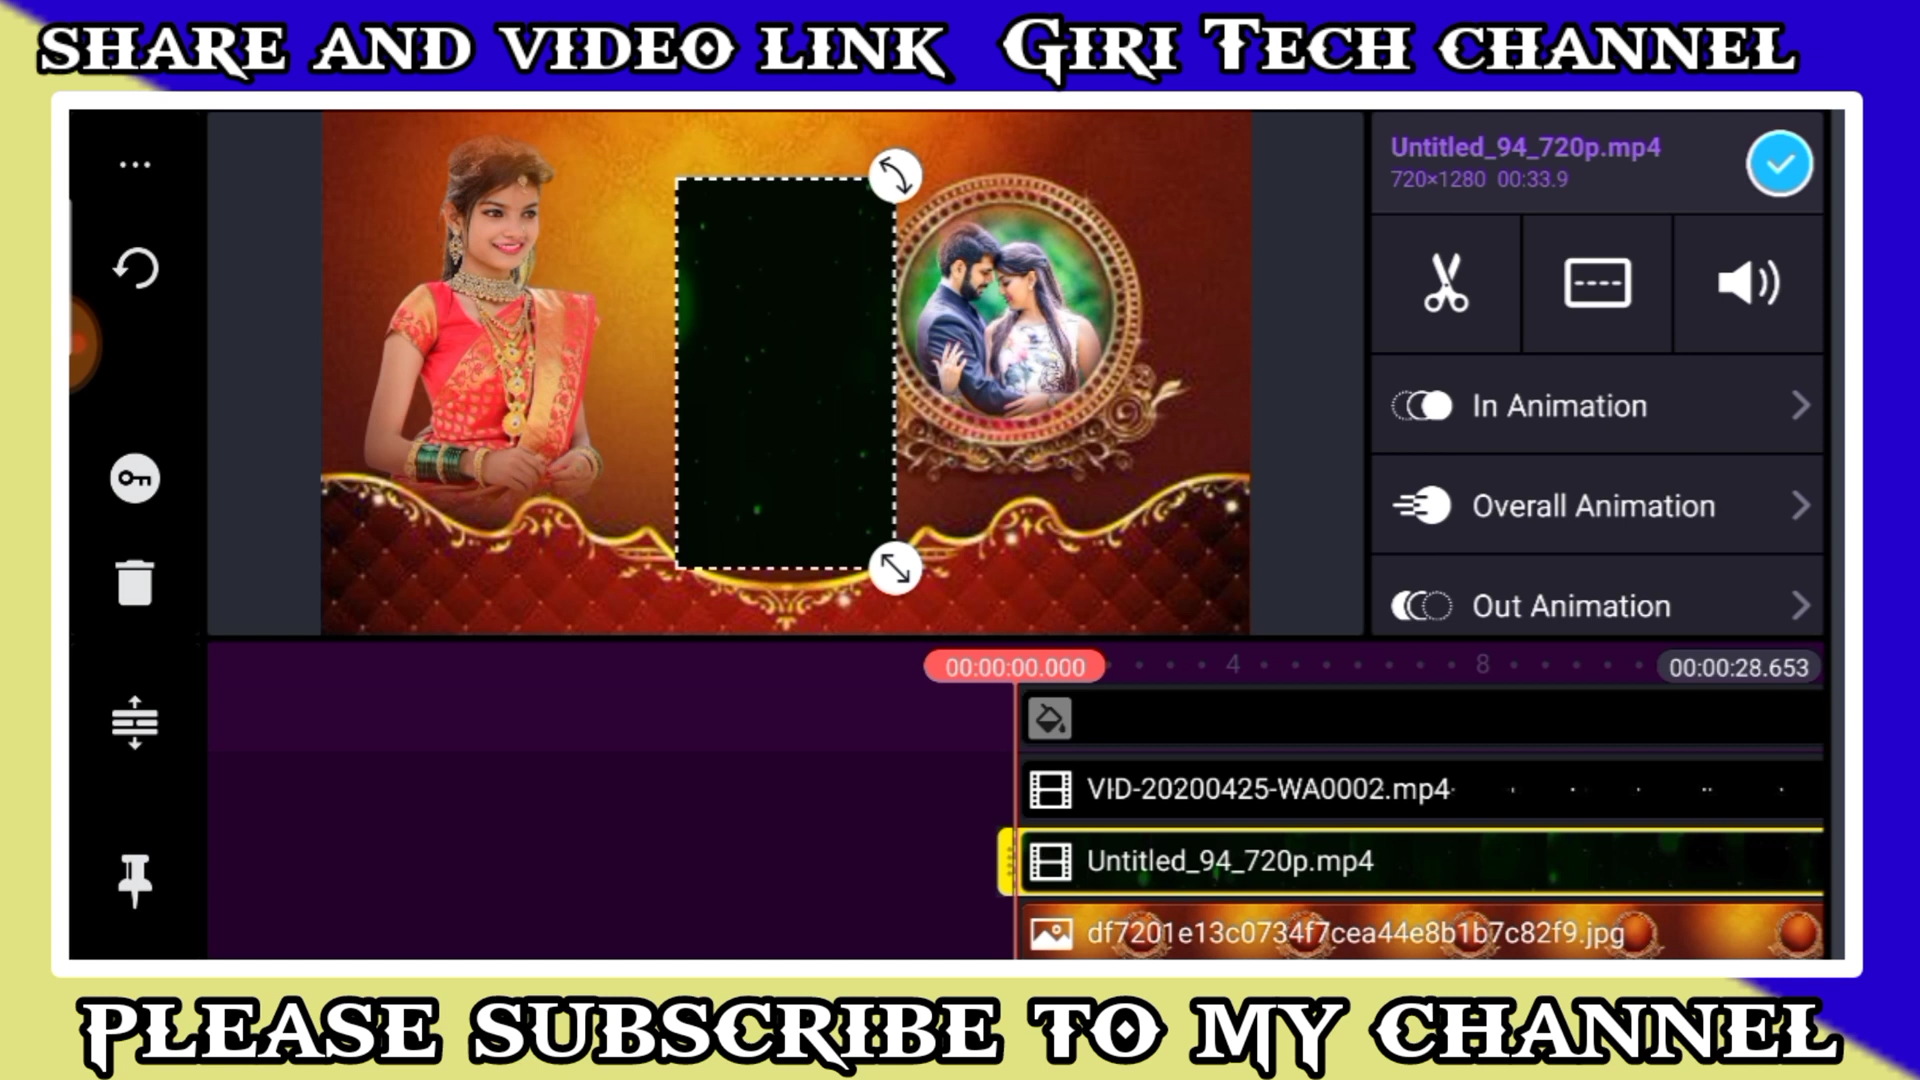 SHARE AND VIDEO LINK GIRI TECH CHANNEL
Untitled_94_720p.mp4
720×1280 00:33.9
In Animation
Overall Animation
Out Animation
00:00:00.000 4 8 00:00:28.653
VID-20200425-WA0002.mp4
Untitled_94_720p.mp4
df7201e13c0734f7cea44e8b1b7c82f9.jpg
PLEASE SUBSCRIBE TO MY CHANNEL